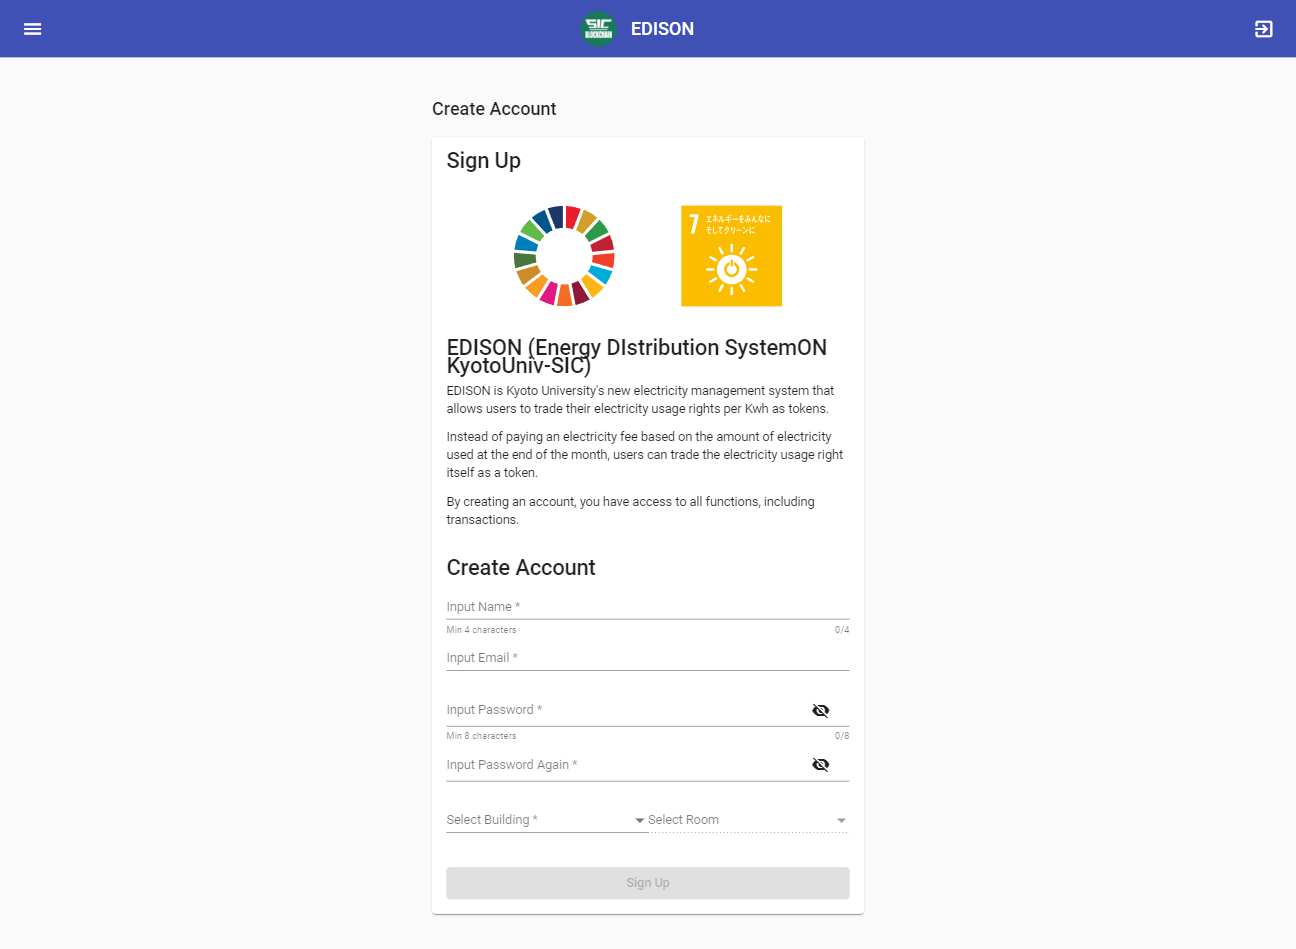 SIC
BLOCKCHAIN
EDISON
Create Account
Sign Up
7 エネルギーをみんなに
そしてクリーンに
EDISON (Energy DIstribution SystemON
KyotoUniv-SIC)
EDISON is Kyoto University's new electricity management system that
allows users to trade their electricity usage rights per Kwh as tokens.
Instead of paying an electricity fee based on the amount of electricity
used at the end of the month, users can trade the electricity usage right
itself as a token.
By creating an account, you have access to all functions, including
transactions.
Create Account
Input Name *
Min 4 characters 0/4
Input Email *
Input Password *
Min 8 characters 0/8
Input Password Again *
Select Building * Select Room
Sign Up